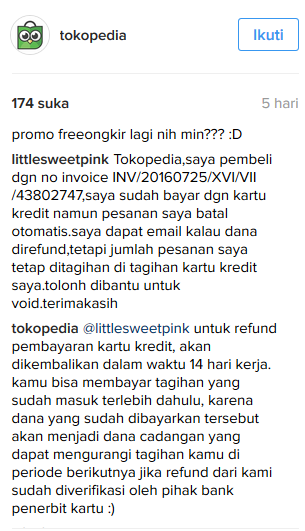 tokopedia
Ikuti
174 suka
5 hari
promo freeongkir lagi nih min??? :D
littlesweetpink Tokopedia,saya pembeli
dgn no invoice INV/20160725/XVI/VII
/43802747,saya sudah bayar dgn kartu
kredit namun pesanan saya batal
otomatis.saya dapat email kalau dana
direfund,tetapi jumlah pesanan saya
tetap ditagihan di tagihan kartu kredit
saya.tolonh dibantu untuk
void.terimakasih
tokopedia @littlesweetpink untuk refund
pembayaran kartu kredit, akan
dikembalikan dalam waktu 14 hari kerja.
kamu bisa membayar tagihan yang
sudah masuk terlebih dahulu, karena
dana yang sudah dibayarkan tersebut
akan menjadi dana cadangan yang
dapat mengurangi tagihan kamu di
periode berikutnya jika refund dari kami
sudah diverifikasi oleh pihak bank
penerbit kartu :)